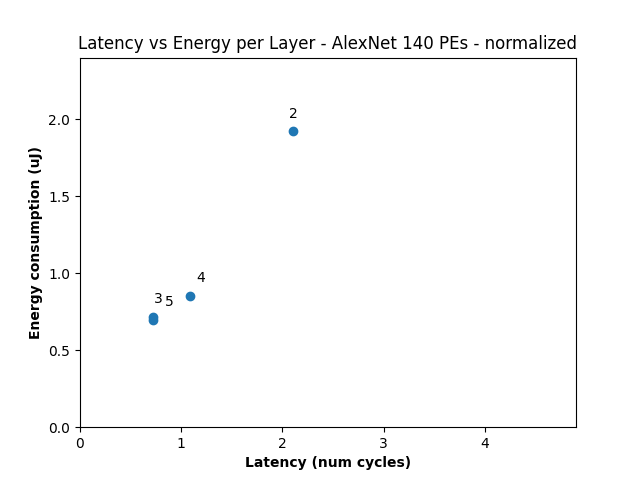 Latency vs Energy per Layer - AlexNet 140 PEs - normalized
Energy consumption (uJ)
2.0
1.5
1.0
0.5
0.0
2
4
3
5
0 1 2 3 4
Latency (num cycles)